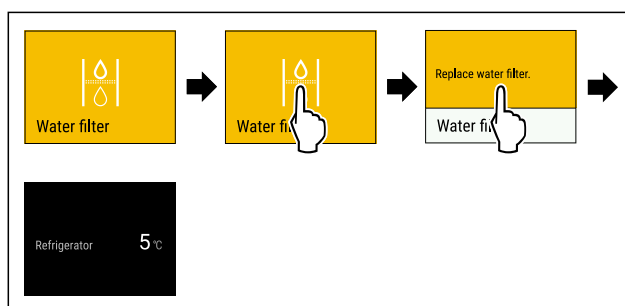 Water filter
Water fi
Replace water filter.
Water fi
Refrigerator 5 °C